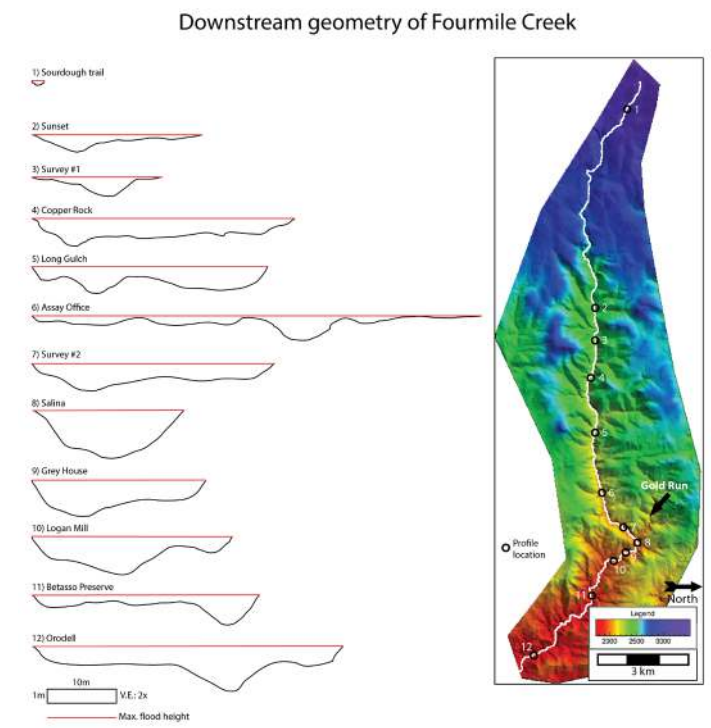 Downstream geometry of Fourmile Creek
1) Sourdough trail
2) Sunset
3) Survey #1
4) Copper Rock
5) Long Gulch
6) Assay Office
7) Survey #2
8) Salina
9) Grey House
10) Logan Mill
11) Betasso Preserve
12) Orodell
10m
1m
V.E.: 2x
Max. flood height
1
2
3
4
5
6
Gold Run
7
8
9
10
Profile
location
11
North
12
Legend
2500
3000
3 km